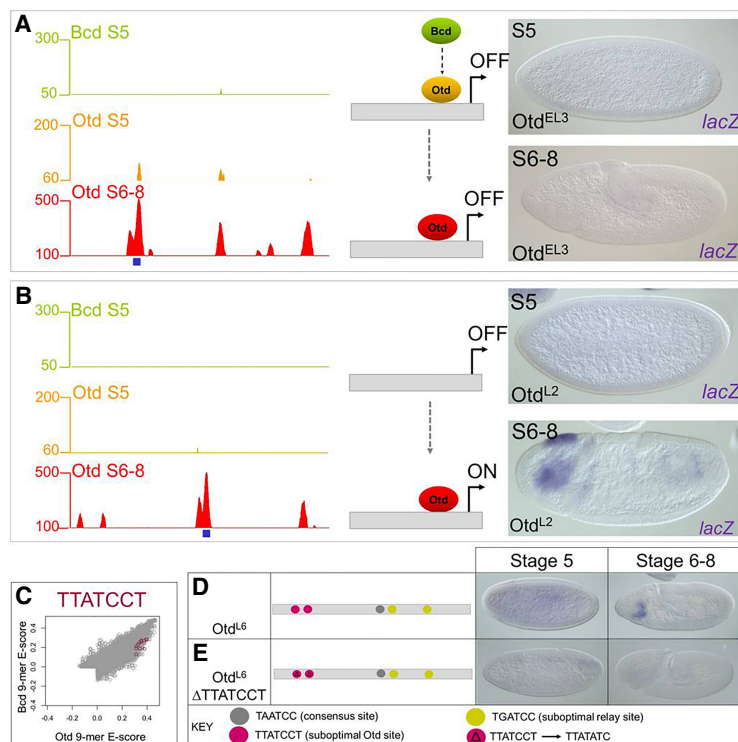 A
Bcd S5
300
50
Otd S5
200
60
Otd S6-8
500
100
Bcd
Otd
OFF
Otd
OFF
S5
Otd^EL3
lacZ
S6-8
Otd^EL3
lacZ
B
Bcd S5
300
50
Otd S5
200
60
Otd S6-8
500
100
OFF
Otd
ON
S5
Otd^L2
lacZ
S6-8
Otd^L2
lacZ
C
TTATCCT
Bcd 9-mer E-score
0.4
0.2
0.0
-0.2
-0.4
-0.4 -0.2 0.0 0.2 0.4
Otd 9-mer E-score
Stage 5 Stage 6-8
D
Otd^L6
E
Otd^L6
ΔTTATCCT
KEY
TAATCC (consensus site)
TGATCC (suboptimal relay site)
TTATCCT (suboptimal Otd site)
Δ TTATCCT → TTATATC